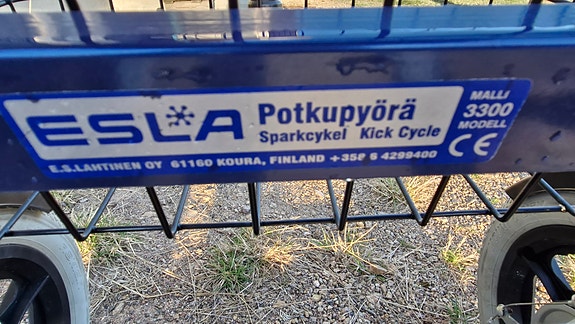 ESLA
Potkupyörä
Sparkcykel Kick Cycle
MALLI
3300
MODELL
CE
E.S.LAHTINEN OY 61160 KOURA, FINLAND +358 6 4299400